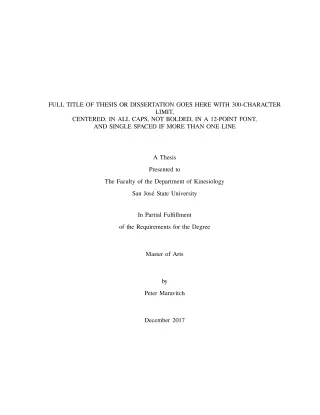 FULL TITLE OF THESIS OR DISSERTATION GOES HERE WITH 300-CHARACTER
LIMIT,
CENTERED, IN ALL CAPS, NOT BOLDED, IN A 12-POINT FONT,
AND SINGLE SPACED IF MORE THAN ONE LINE
A Thesis
Presented to
The Faculty of the Department of Kinesiology
San José State University
In Partial Fulfillment
of the Requirements for the Degree
Master of Arts
by
Peter Maravitch
December 2017